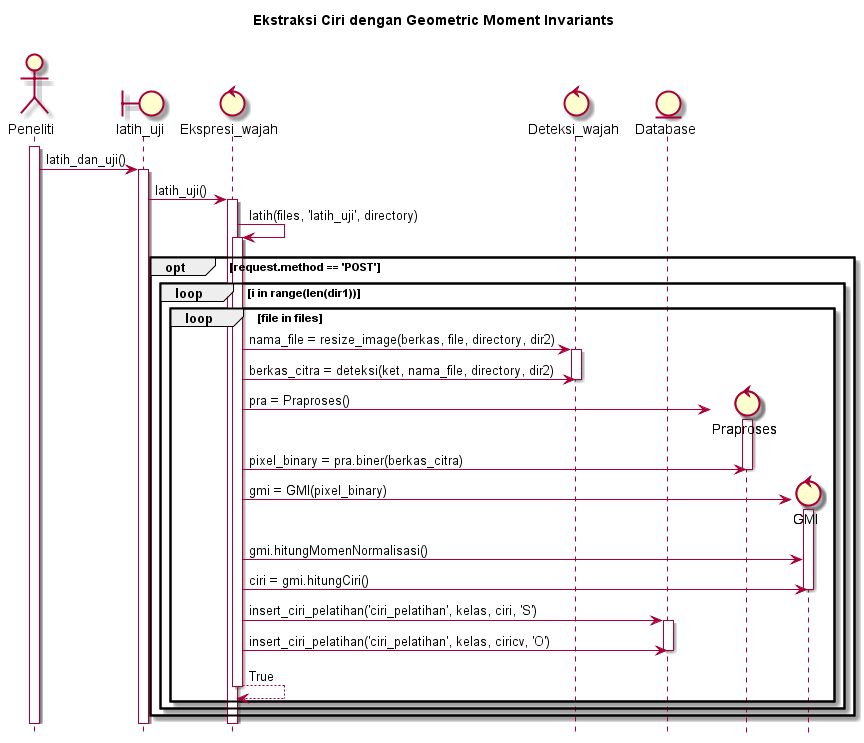 Ekstraksi Ciri dengan Geometric Moment Invariants
Peneliti
latih_uji
Ekspresi_wajah
Deteksi_wajah
Database
latih_dan_uji()
latih_uji()
latih(files, 'latih_uji', directory)
opt
[request.method == 'POST']
loop
[i in range(len(dir1))]
loop
[file in files]
nama_file = resize_image(berkas, file, directory, dir2)
berkas_citra = deteksi(ket, nama_file, directory, dir2)
pra = Praproses()
Praproses
pixel_binary = pra.biner(berkas_citra)
gmi = GMI(pixel_binary)
GMI
gmi.hitungMomenNormalisasi()
ciri = gmi.hitungCiri()
insert_ciri_pelatihan('ciri_pelatihan', kelas, ciri, 'S')
insert_ciri_pelatihan('ciri_pelatihan', kelas, ciricv, 'O')
True